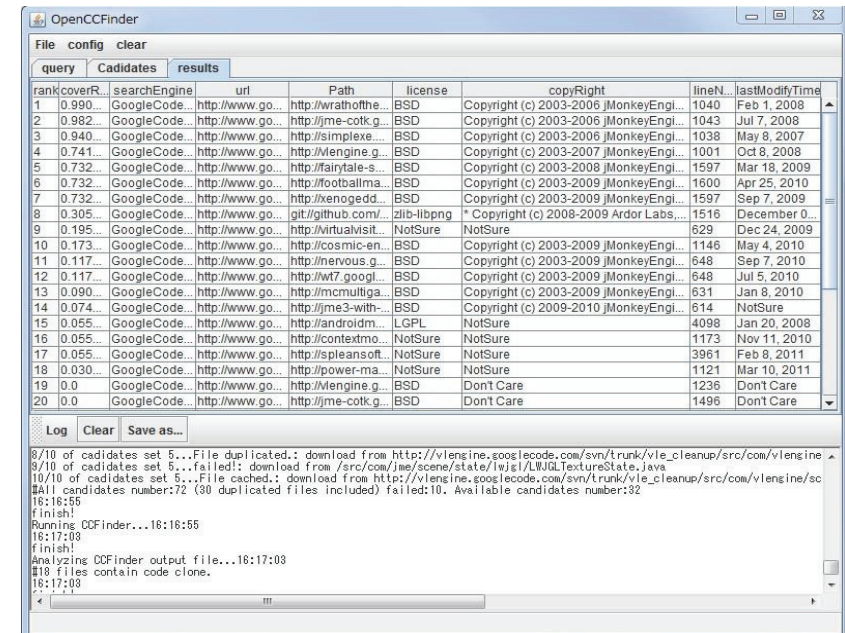 OpenCCFinder
File config clear
query Cadidates results
rank coverR... searchEngine url Path license copyRight lineN... lastModifyTime
1 0.990... GoogleCode... http://www.go... http://wrathofthe... BSD Copyright (c) 2003-2006 jMonkeyEngi... 1040 Feb 1, 2008
2 0.982... GoogleCode... http://www.go... http://jme-cotk.g... BSD Copyright (c) 2003-2006 jMonkeyEngi... 1043 Jul 7, 2008
3 0.940... GoogleCode... http://www.go... http://simplexe.... BSD Copyright (c) 2003-2006 jMonkeyEngi... 1038 May 8, 2007
4 0.741... GoogleCode... http://www.go... http://vlengine.g... BSD Copyright (c) 2003-2007 jMonkeyEngi... 1001 Oct 8, 2008
5 0.732... GoogleCode... http://www.go... http://fairytale-s... BSD Copyright (c) 2003-2008 jMonkeyEngi... 1597 Mar 18, 2009
6 0.732... GoogleCode... http://www.go... http://footballma... BSD Copyright (c) 2003-2009 jMonkeyEngi... 1600 Apr 25, 2010
7 0.732... GoogleCode... http://www.go... http://xenogedd... BSD Copyright (c) 2003-2009 jMonkeyEngi... 1597 Sep 7, 2009
8 0.305... GoogleCode... http://www.go... git://github.com/... zlib-libpng * Copyright (c) 2008-2009 Ardor Labs,... 1516 December 0...
9 0.195... GoogleCode... http://www.go... http://virtualvisit... NotSure NotSure 629 Dec 24, 2009
10 0.173... GoogleCode... http://www.go... http://cosmic-en... BSD Copyright (c) 2003-2009 jMonkeyEngi... 1146 May 4, 2010
11 0.117... GoogleCode... http://www.go... http://nervous.g... BSD Copyright (c) 2003-2009 jMonkeyEngi... 648 Sep 7, 2010
12 0.117... GoogleCode... http://www.go... http://wt7.googl... BSD Copyright (c) 2003-2009 jMonkeyEngi... 648 Jul 5, 2010
13 0.090... GoogleCode... http://www.go... http://mcmultiga... BSD Copyright (c) 2003-2009 jMonkeyEngi... 631 Jan 8, 2010
14 0.074... GoogleCode... http://www.go... http://jme3-with-... BSD Copyright (c) 2009-2010 jMonkeyEngi... 614 NotSure
15 0.055... GoogleCode... http://www.go... http://androidm... LGPL NotSure 4098 Jan 20, 2008
16 0.055... GoogleCode... http://www.go... http://contextmo... NotSure NotSure 1173 Nov 11, 2010
17 0.055... GoogleCode... http://www.go... http://spleansoft... NotSure NotSure 3961 Feb 8, 2011
18 0.030... GoogleCode... http://www.go... http://power-ma... NotSure NotSure 1121 Mar 10, 2011
19 0.0 GoogleCode... http://www.go... http://vlengine.g... BSD Don't Care 1236 Don't Care
20 0.0 GoogleCode... http://www.go... http://jme-cotk.g... BSD Don't Care 1496 Don't Care
Log Clear Save as...
8/10 of cadidates set 5...File duplicated.: download from http://vlengine.googlecode.com/svn/trunk/vle_cleanup/src/com/vlengine
9/10 of cadidates set 5...failed!: download from /src/com/jme/scene/state/lwjgl/LWJGLTextureState.java
10/10 of cadidates set 5...File cached.: download from http://vlengine.googlecode.com/svn/trunk/vle_cleanup/src/com/vlengine/sc
#All candidates number:72 (30 duplicated files included) failed:10. Available candidates number:32
16:16:55
finish!
Running CCFinder...16:16:55
16:17:03
finish!
Analyzing CCFinder output file...16:17:03
#18 files contain code clone.
16:17:03